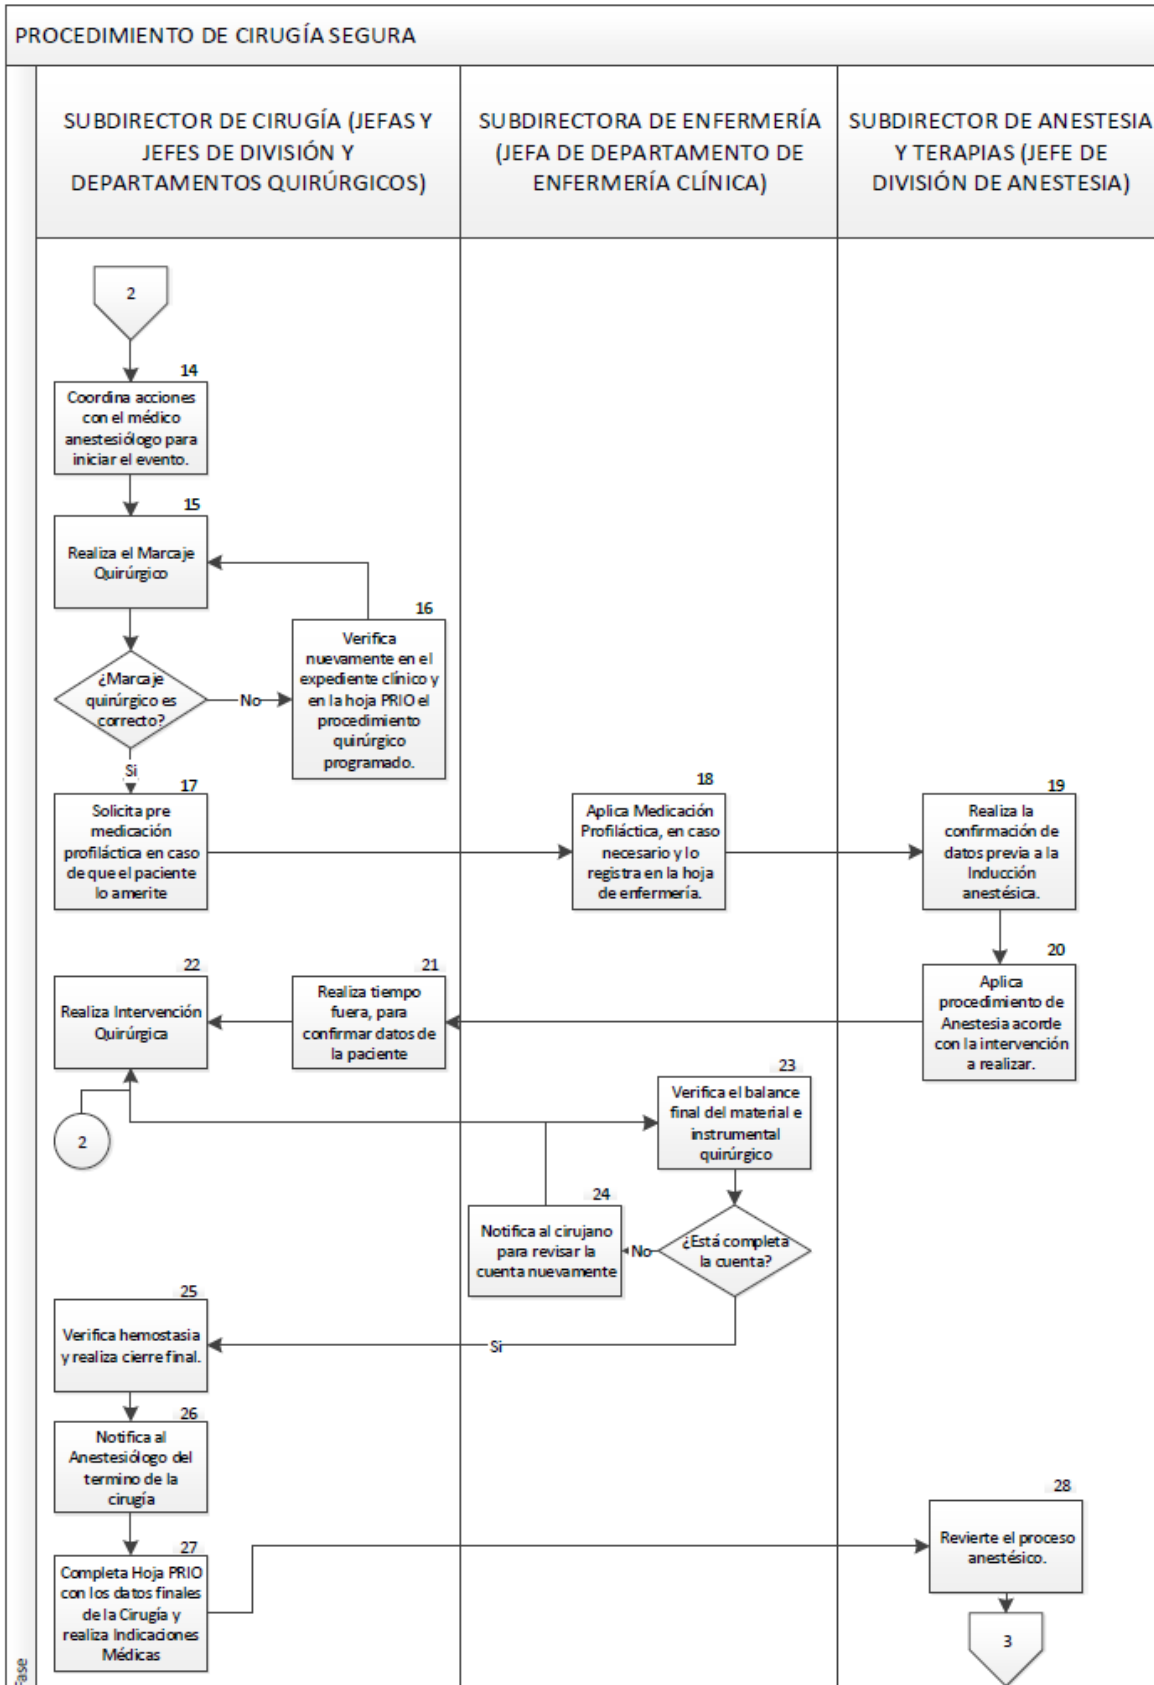 PROCEDIMIENTO DE CIRUGÍA SEGURA
SUBDIRECTOR DE CIRUGÍA (JEFAS Y
JEFES DE DIVISIÓN Y
DEPARTAMENTOS QUIRÚRGICOS)
SUBDIRECTORA DE ENFERMERÍA
(JEFA DE DEPARTAMENTO DE
ENFERMERÍA CLÍNICA)
SUBDIRECTOR DE ANESTESIA
Y TERAPIAS (JEFE DE
DIVISIÓN DE ANESTESIA)
2
14
Coordina acciones
con el médico
anestesiólogo para
iniciar el evento.
15
Realiza el Marcaje
Quirúrgico
16
Verifica
nuevamente en el
expediente clínico y
en la hoja PRIO el
procedimiento
quirúrgico
programado.
¿Marcaje
quirúrgico es
correcto?
No
Si
17
Solicita pre
medicación
profiláctica en caso
de que el paciente
lo amerite
18
Aplica Medicación
Profiláctica, en caso
necesario y lo
registra en la hoja
de enfermería.
19
Realiza la
confirmación de
datos previa a la
Inducción
anestésica.
20
Aplica
procedimiento de
Anestesia acorde
con la intervención
a realizar.
21
Realiza tiempo
fuera, para
confirmar datos de
la paciente
22
Realiza Intervención
Quirúrgica
2
23
Verifica el balance
final del material e
instrumental
quirúrgico
¿Está completa
la cuenta?
No
24
Notifica al cirujano
para revisar la
cuenta nuevamente
Si
25
Verifica hemostasia
y realiza cierre final.
26
Notifica al
Anestesiólogo del
termino de la
cirugía
27
Completa Hoja PRIO
con los datos finales
de la Cirugía y
realiza Indicaciones
Médicas
28
Revierte el proceso
anestésico.
3
Fase